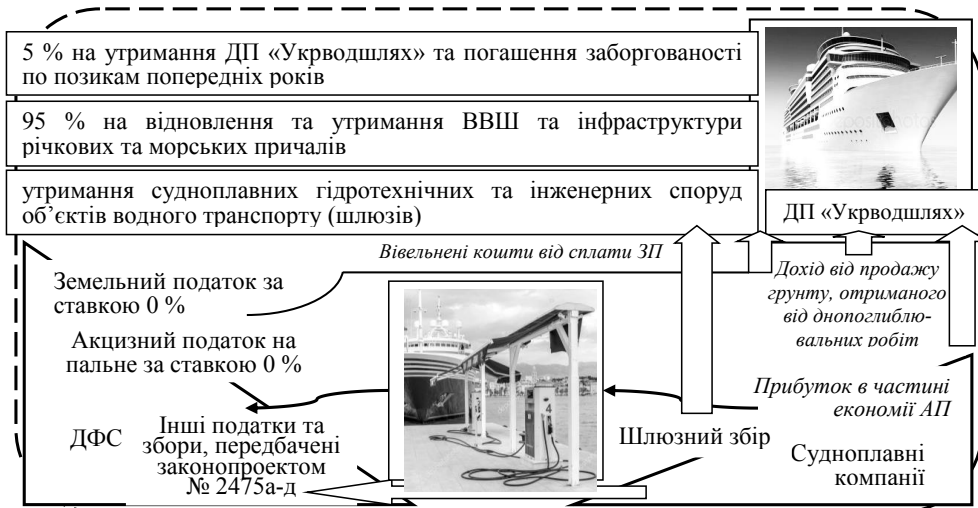 5 % на утримання ДП «Укрводшлях» та погашення заборгованості
по позикам попередніх років
95 % на відновлення та утримання ВВШ та інфраструктури
річкових та морських причалів
утримання судноплавних гідротехнічних та інженерних споруд
об’єктів водного транспорту (шлюзів)
ДП «Укрводшлях»
Вівельнені кошти від сплати ЗП
Земельний податок за
ставкою 0 %
Дохід від продажу
грунту, отриманого
від днопоглиблю-
вальних робіт
Акцизний податок на
пальне за ставкою 0 %
Прибуток в частині
економії АП
ДФС
Інші податки та
збори, передбачені
законопроектом
№ 2475а-д
Шлюзний збір
Судноплавні
компанії